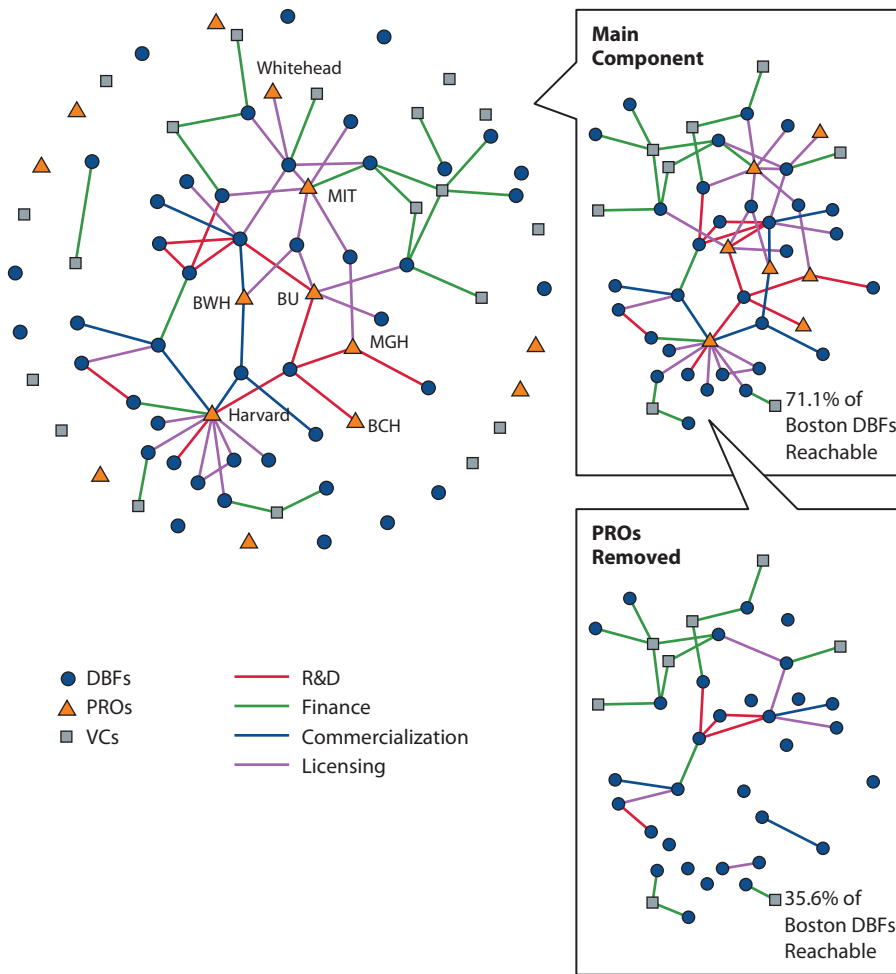 Whitehead
MIT
BWH
BU
MGH
Harvard
BCH
DBFs
PROs
VCs
R&D
Finance
Commercialization
Licensing
Main
Component
71.1% of
Boston DBFs
Reachable
PROs
Removed
35.6% of
Boston DBFs
Reachable